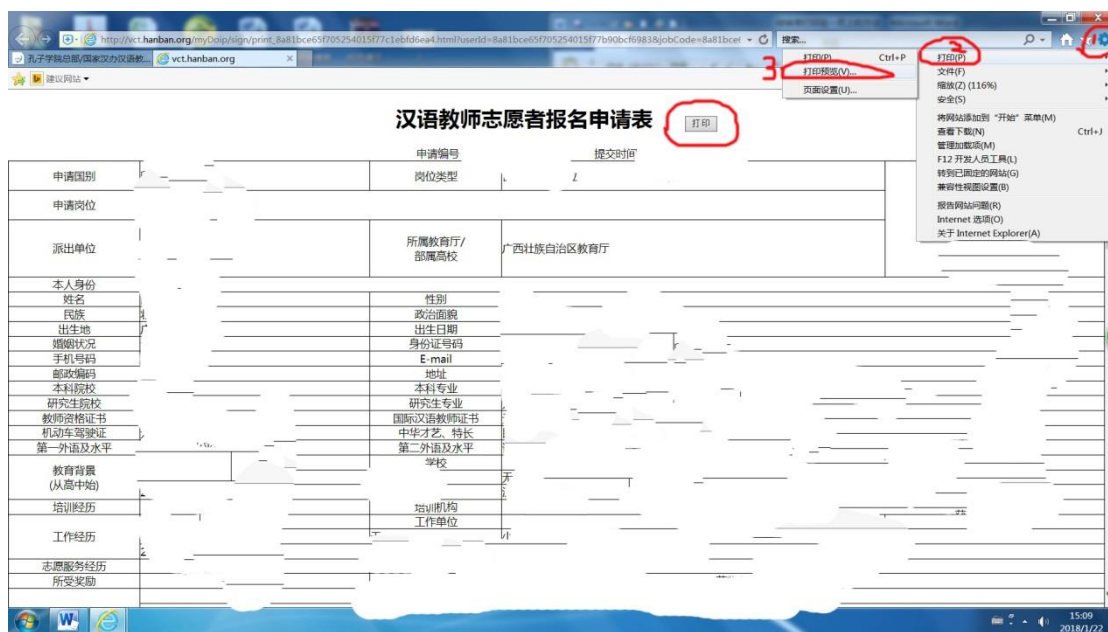 http://vct.hanban.org/myDoip/sign/print_8a81bce65f705254015f77c1ebfd6ea4.html?userId=8a81bce65f705254015f77b90bcf6983&jobCode=8a81bcef
搜索...
孔子学院总部/国家汉办汉语教...
vct.hanban.org
建议网站
1
2
3
打印(P) Ctrl+P
打印预览(V)...
页面设置(U)...
打印(P)
文件(F)
缩放(Z) (116%)
安全(S)
将网站添加到“开始”菜单(M)
查看下载(N) Ctrl+J
管理加载项(M)
F12 开发人员工具(L)
转到已固定的网站(G)
兼容性视图设置(B)
报告网站问题(R)
Internet 选项(O)
关于 Internet Explorer(A)
汉语教师志愿者报名申请表 打印
申请编号 提交时间
申请国别 岗位类型
申请岗位
派出单位 所属教育厅/
部属高校 广西壮族自治区教育厅
本人身份
姓名 性别
民族 政治面貌
出生地 出生日期
婚姻状况 身份证号码
手机号码 E-mail
邮政编码 地址
本科院校 本科专业
研究生院校 研究生专业
教师资格证书 国际汉语教师证书
机动车驾驶证 中华才艺、特长
第一外语及水平 第二外语及水平
教育背景
(从高中始) 学校
培训经历 培训机构
工作经历 工作单位
志愿服务经历
所受奖励
15:09
2018/1/22